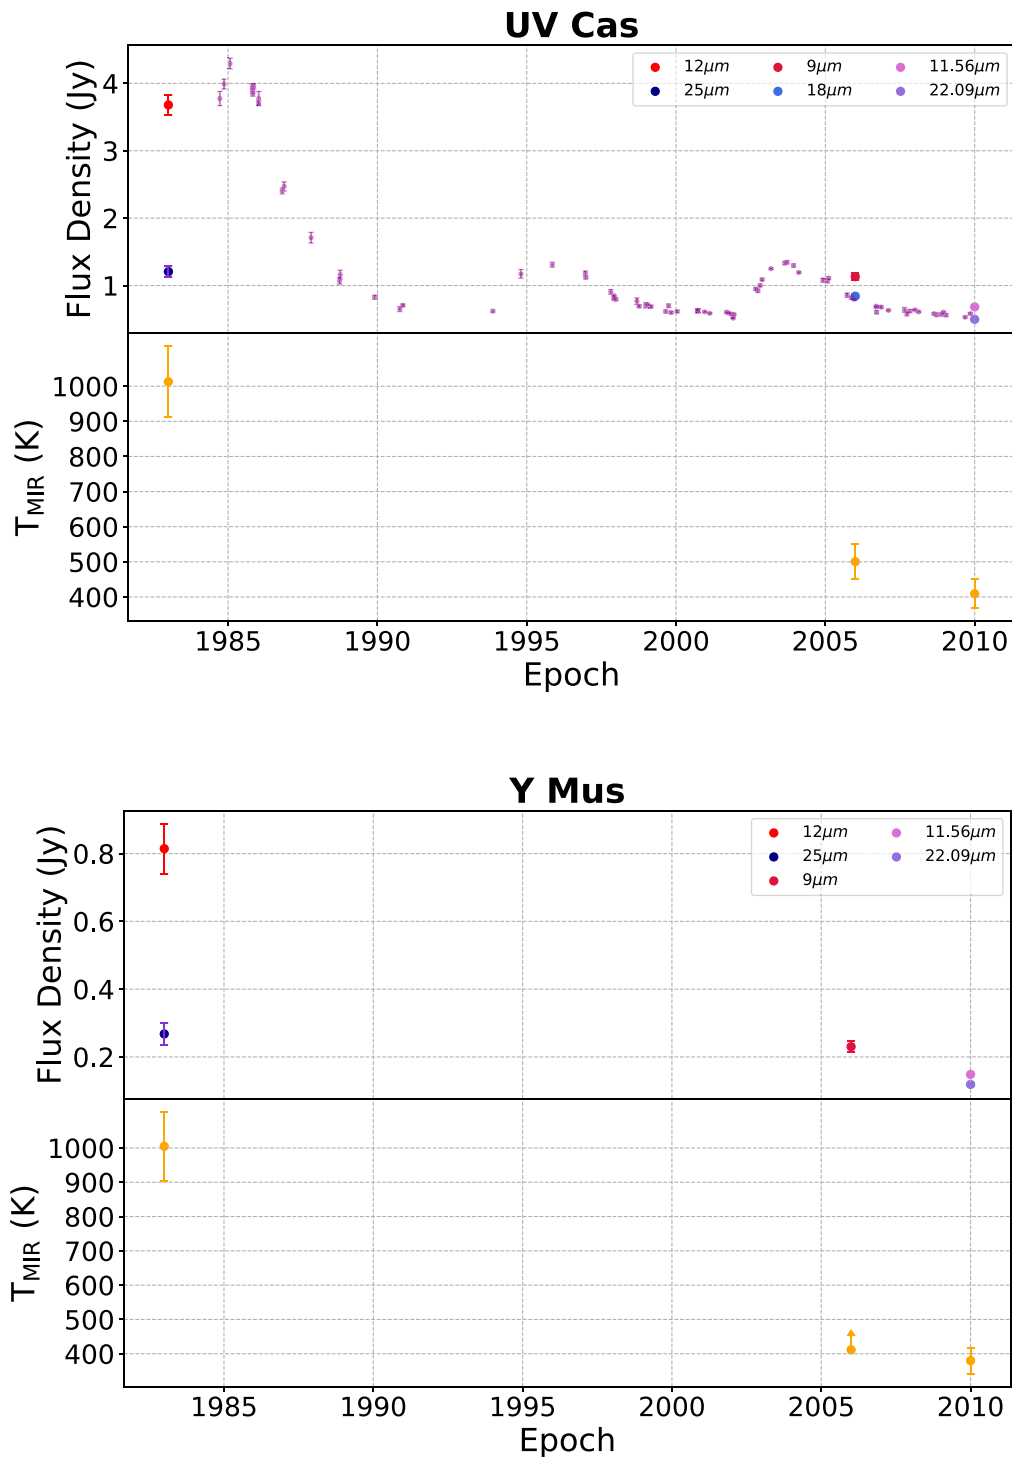 UV Cas
12μm 9μm 11.56μm
25μm 18μm 22.09μm
Flux Density (Jy)
4
3
2
1
T_MIR (K)
1000
900
800
700
600
500
400
1985 1990 1995 2000 2005 2010
Epoch
Y Mus
12μm 11.56μm
25μm 22.09μm
9μm
Flux Density (Jy)
0.8
0.6
0.4
0.2
T_MIR (K)
1000
900
800
700
600
500
400
1985 1990 1995 2000 2005 2010
Epoch